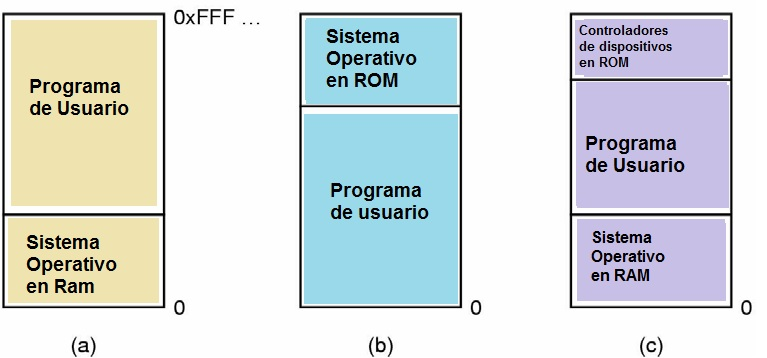 0xFFF ...
Programa
de Usuario
Sistema
Operativo
en Ram
0
(a)
Sistema
Operativo
en ROM
Programa
de usuario
0
(b)
Controladores
de dispositivos
en ROM
Programa
de Usuario
Sistema
Operativo
en RAM
0
(c)